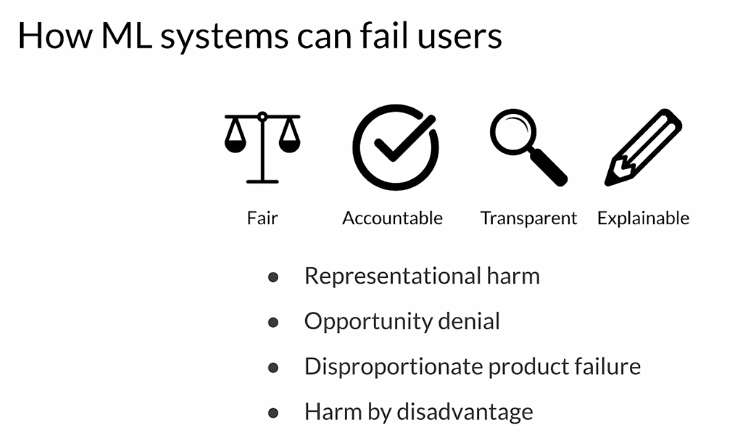 How ML systems can fail users
Fair Accountable Transparent Explainable
● Representational harm
● Opportunity denial
● Disproportionate product failure
● Harm by disadvantage